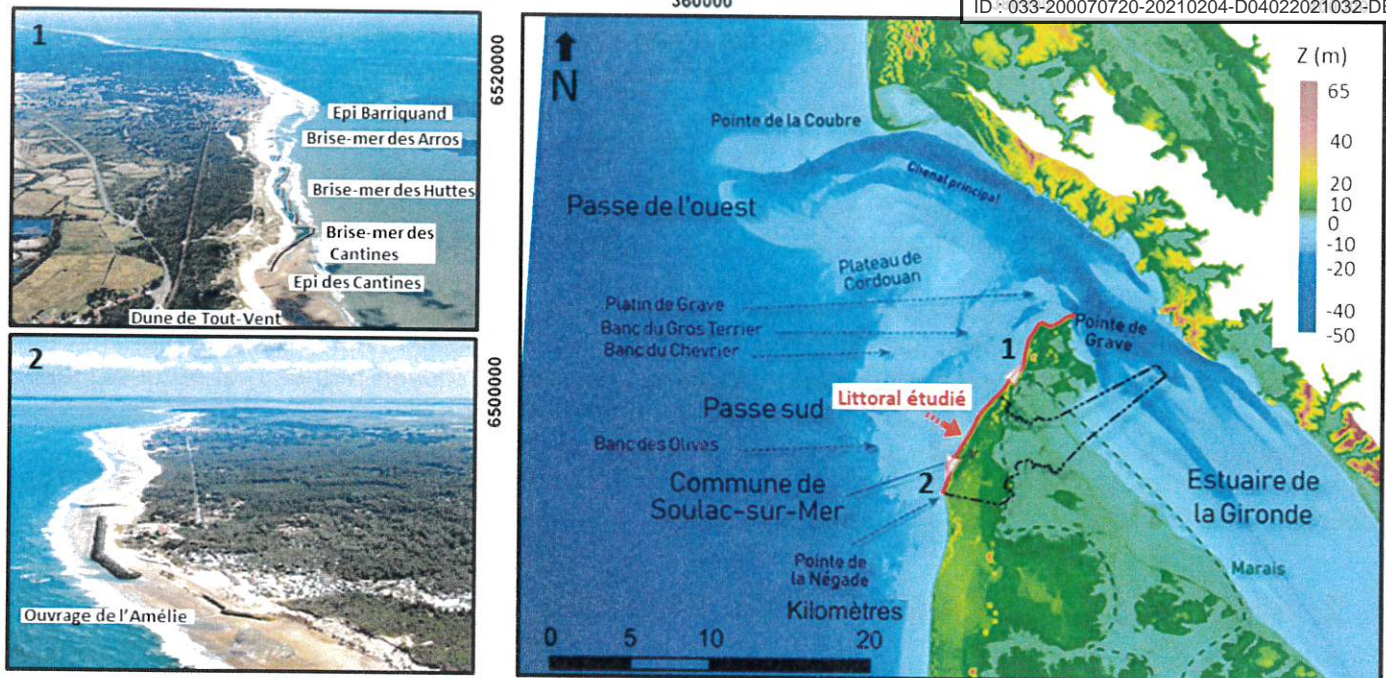 360000
ID : 033-200070720-20210204-D04022021032-DE
1
Epi Barriquand
Brise-mer des Arros
Brise-mer des Huttes
Brise-mer des
Cantines
Epi des Cantines
Dune de Tout-Vent
2
Ouvrage de l'Amélie
6520000
6500000
N
Z (m)
65
40
20
10
0
-10
-20
-40
-50
Pointe de la Coubre
Chenal principal
Passe de l'ouest
Plateau de
Cordouan
Platin de Grave
Banc du Gros Terrier
Banc du Chevrier
Pointe de
Grave
1
Littoral étudié
Passe sud
Banc des Olives
Commune de
Soulac-sur-Mer
2
Estuaire de
la Gironde
Pointe de
la Négade
Marais
Kilomètres
0 5 10 20